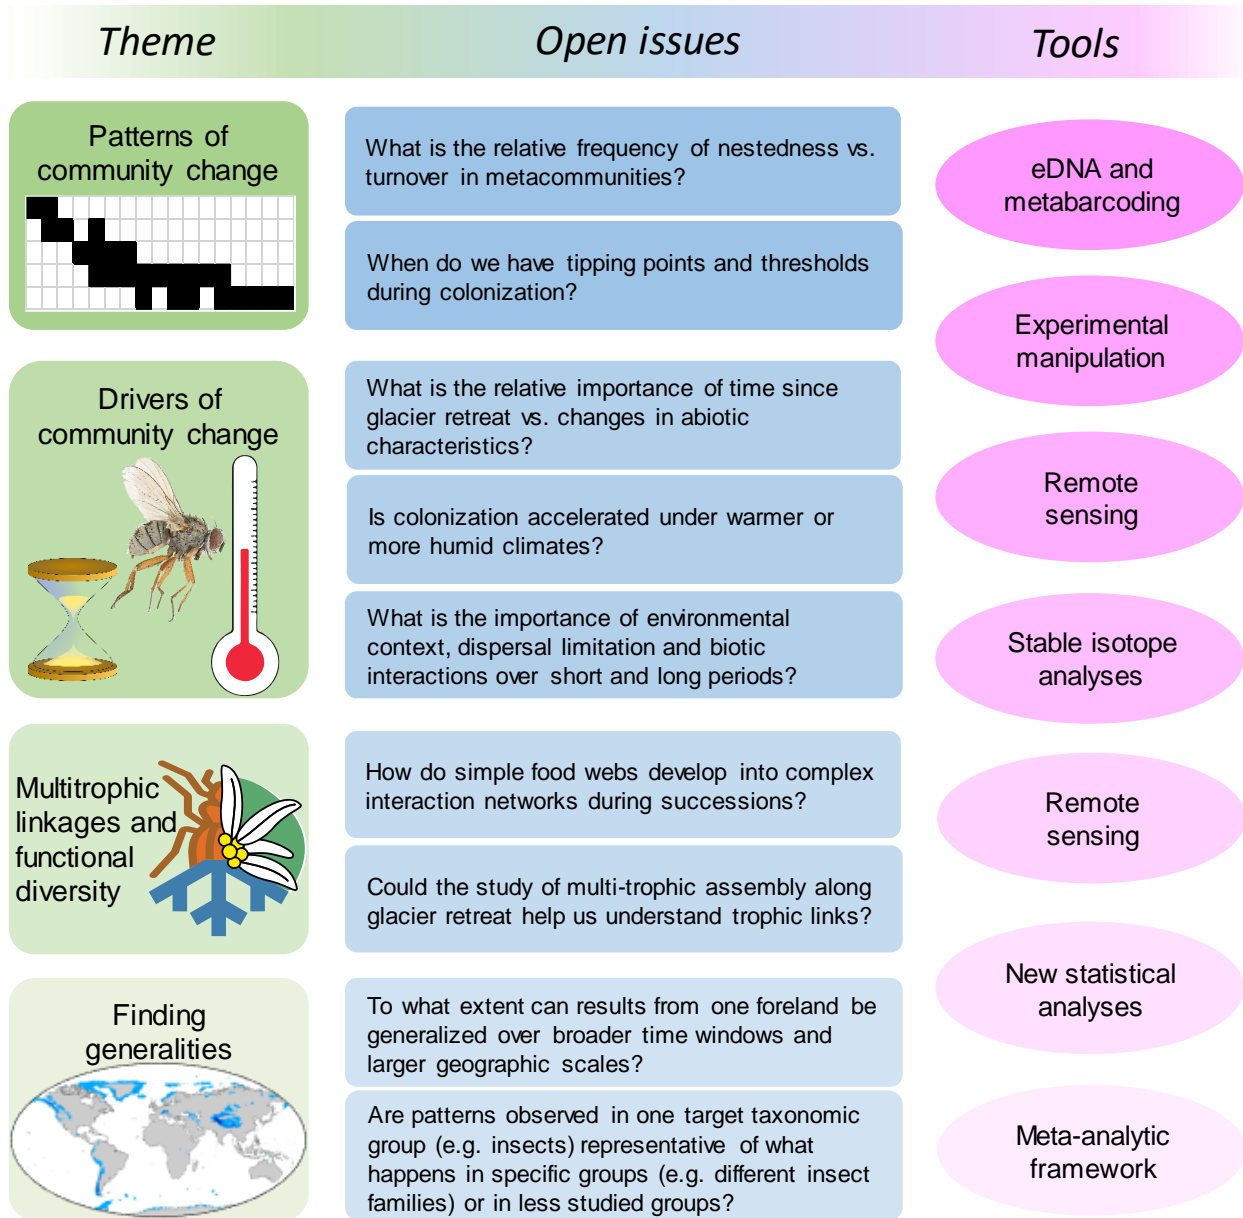 Theme
Open issues
Tools
Patterns of
community change
What is the relative frequency of nestedness vs.
turnover in metacommunities?
When do we have tipping points and thresholds
during colonization?
Drivers of
community change
What is the relative importance of time since
glacier retreat vs. changes in abiotic
characteristics?
Is colonization accelerated under warmer or
more humid climates?
What is the importance of environmental
context, dispersal limitation and biotic
interactions over short and long periods?
Multitrophic
linkages and
functional
diversity
How do simple food webs develop into complex
interaction networks during successions?
Could the study of multi-trophic assembly along
glacier retreat help us understand trophic links?
Finding
generalities
To what extent can results from one foreland be
generalized over broader time windows and
larger geographic scales?
Are patterns observed in one target taxonomic
group (e.g. insects) representative of what
happens in specific groups (e.g. different insect
families) or in less studied groups?
eDNA and
metabarcoding
Experimental
manipulation
Remote
sensing
Stable isotope
analyses
Remote
sensing
New statistical
analyses
Meta-analytic
framework